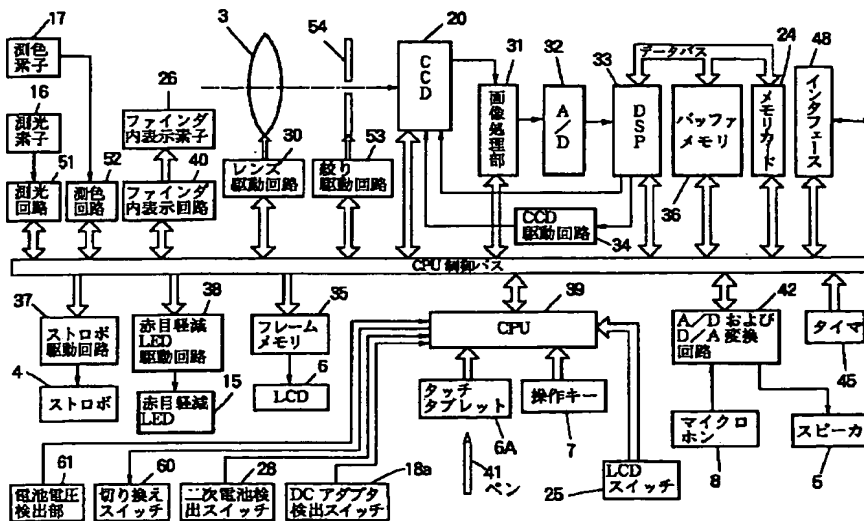 17
測色
素子
16
測光素子
51
測光
回路
52
測色
回路
26
ファインダ
内表示素子
40
ファインダ
内表示回路
3
30
レンズ
駆動回路
54
53
絞り
駆動回路
20
CCD
31
画像処理部
32
A/D
33
DSP
データバス
バッファ
メモリ
36
24
メモリカード
48
インタフェース
CCD
駆動回路
34
CPU制御バス
37
ストロボ
駆動回路
4
ストロボ
38
赤目軽減
LED
駆動回路
15
赤目軽減
LED
35
フレーム
メモリ
6
LCD
39
CPU
タッチ
タブレット
6A
操作キー
7
41
ペン
LCD
スイッチ
25
42
A/Dおよび
D/A変換
回路
タイマ
45
マイクロ
ホン
8
スピーカ
5
61
電池電圧
検出部
60
切り換え
スイッチ
28
二次電池検
出スイッチ
18a
DCアダプタ
検出スイッチ